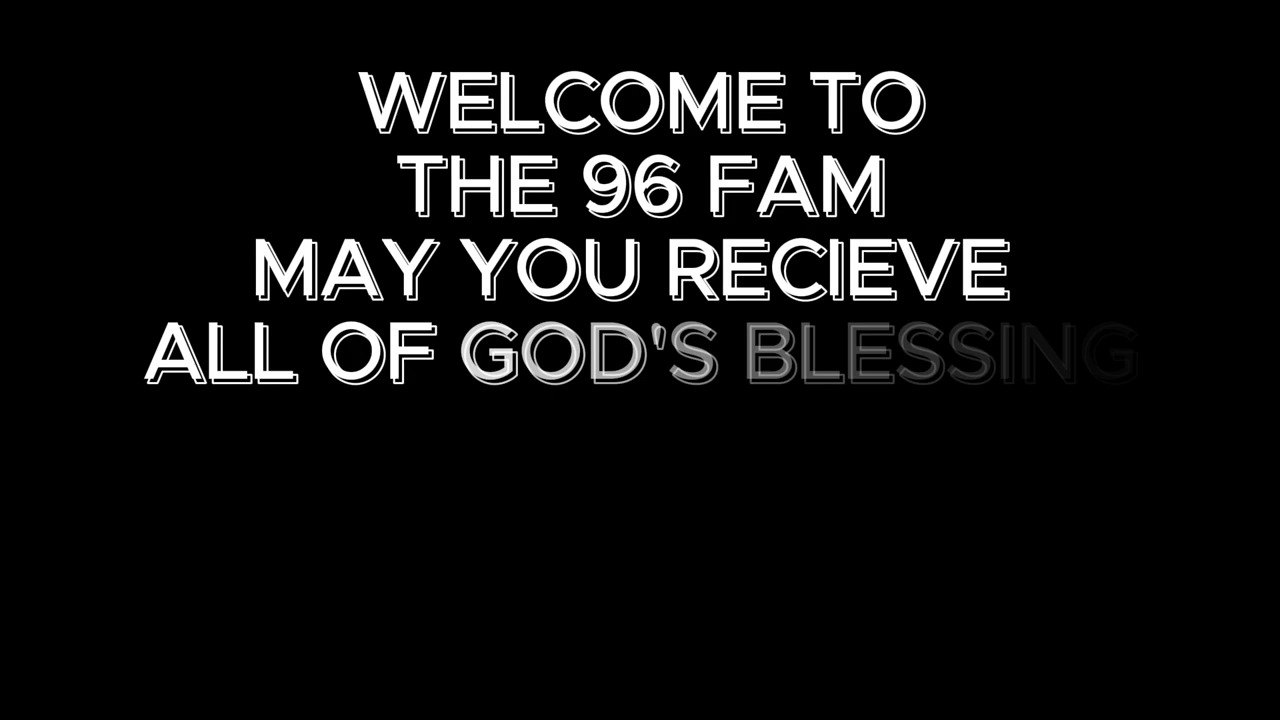 WELCOME TO
THE 96 FAM
MAY YOU RECIEVE
ALL OF GOD'S BLESSING